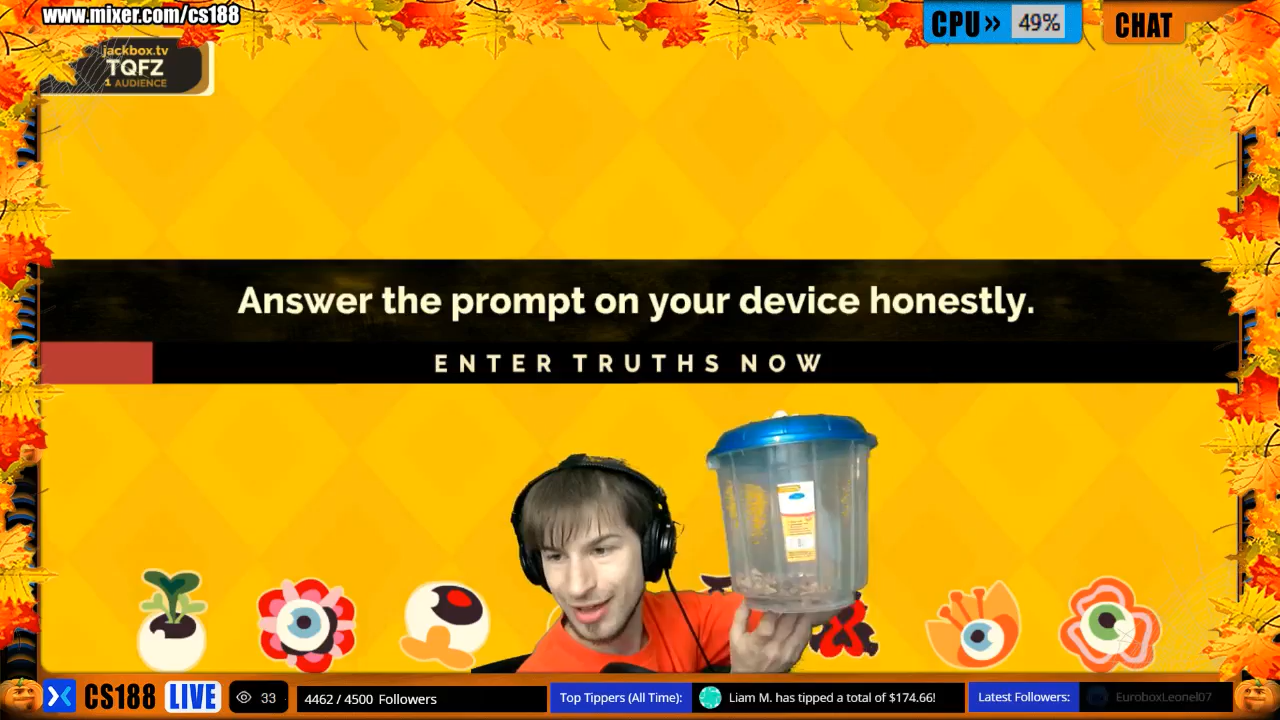 www.mixer.com/cs188
CPU»
49%
CHAT
jackbox.tv
TQFZ
1 AUDIENCE
Answer the prompt on your device honestly.
ENTER TRUTHS NOW
CS188 LIVE
33
4462 / 4500 Followers
Top Tippers (All Time):
Liam M. has tipped a total of $174.66!
Latest Followers:
EuroboxLeonel07